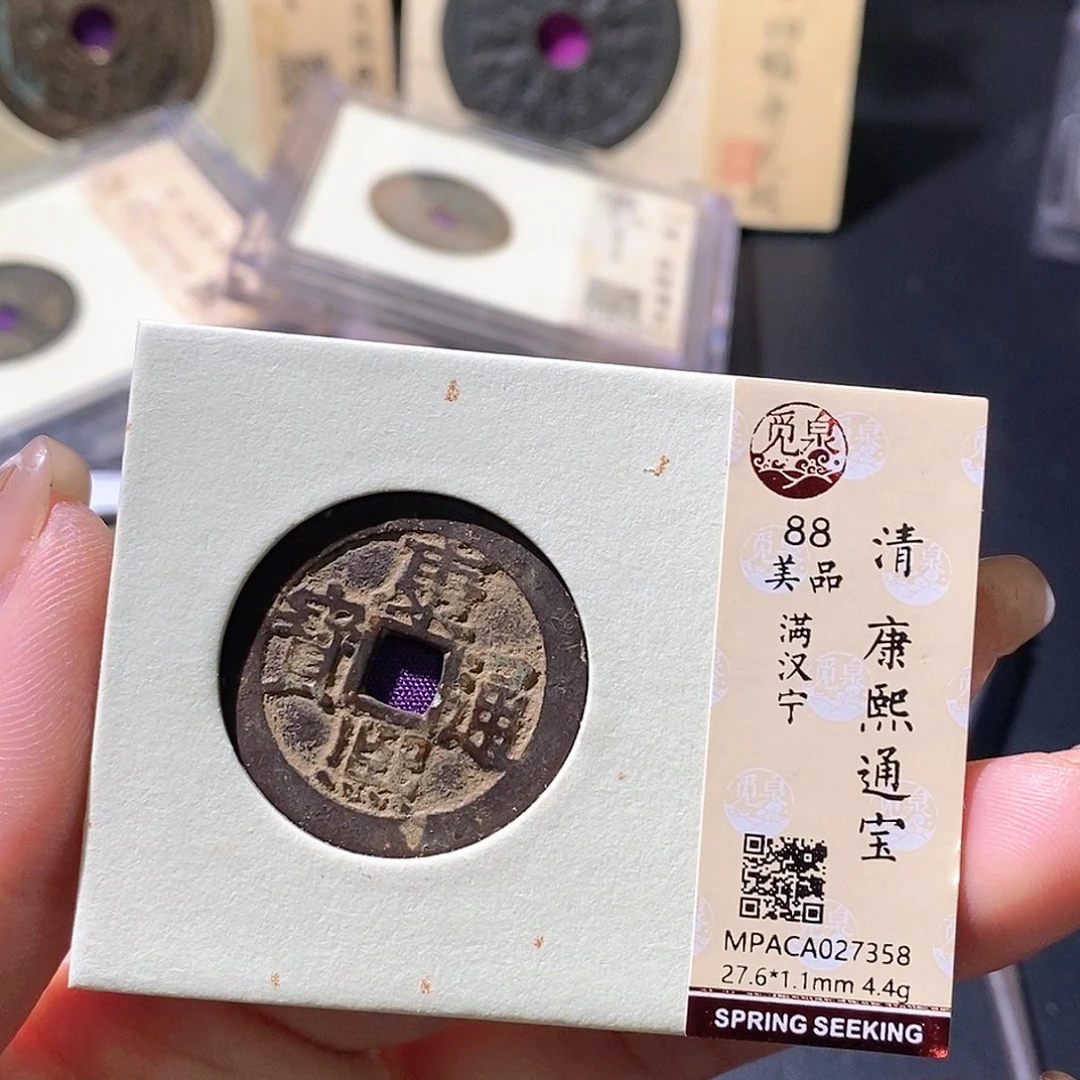 康熙通寶
觅泉
88
美品
满汉宁
清 康熙通宝
MPACA027358
27.6*1.1mm 4.4g
SPRING SEEKING